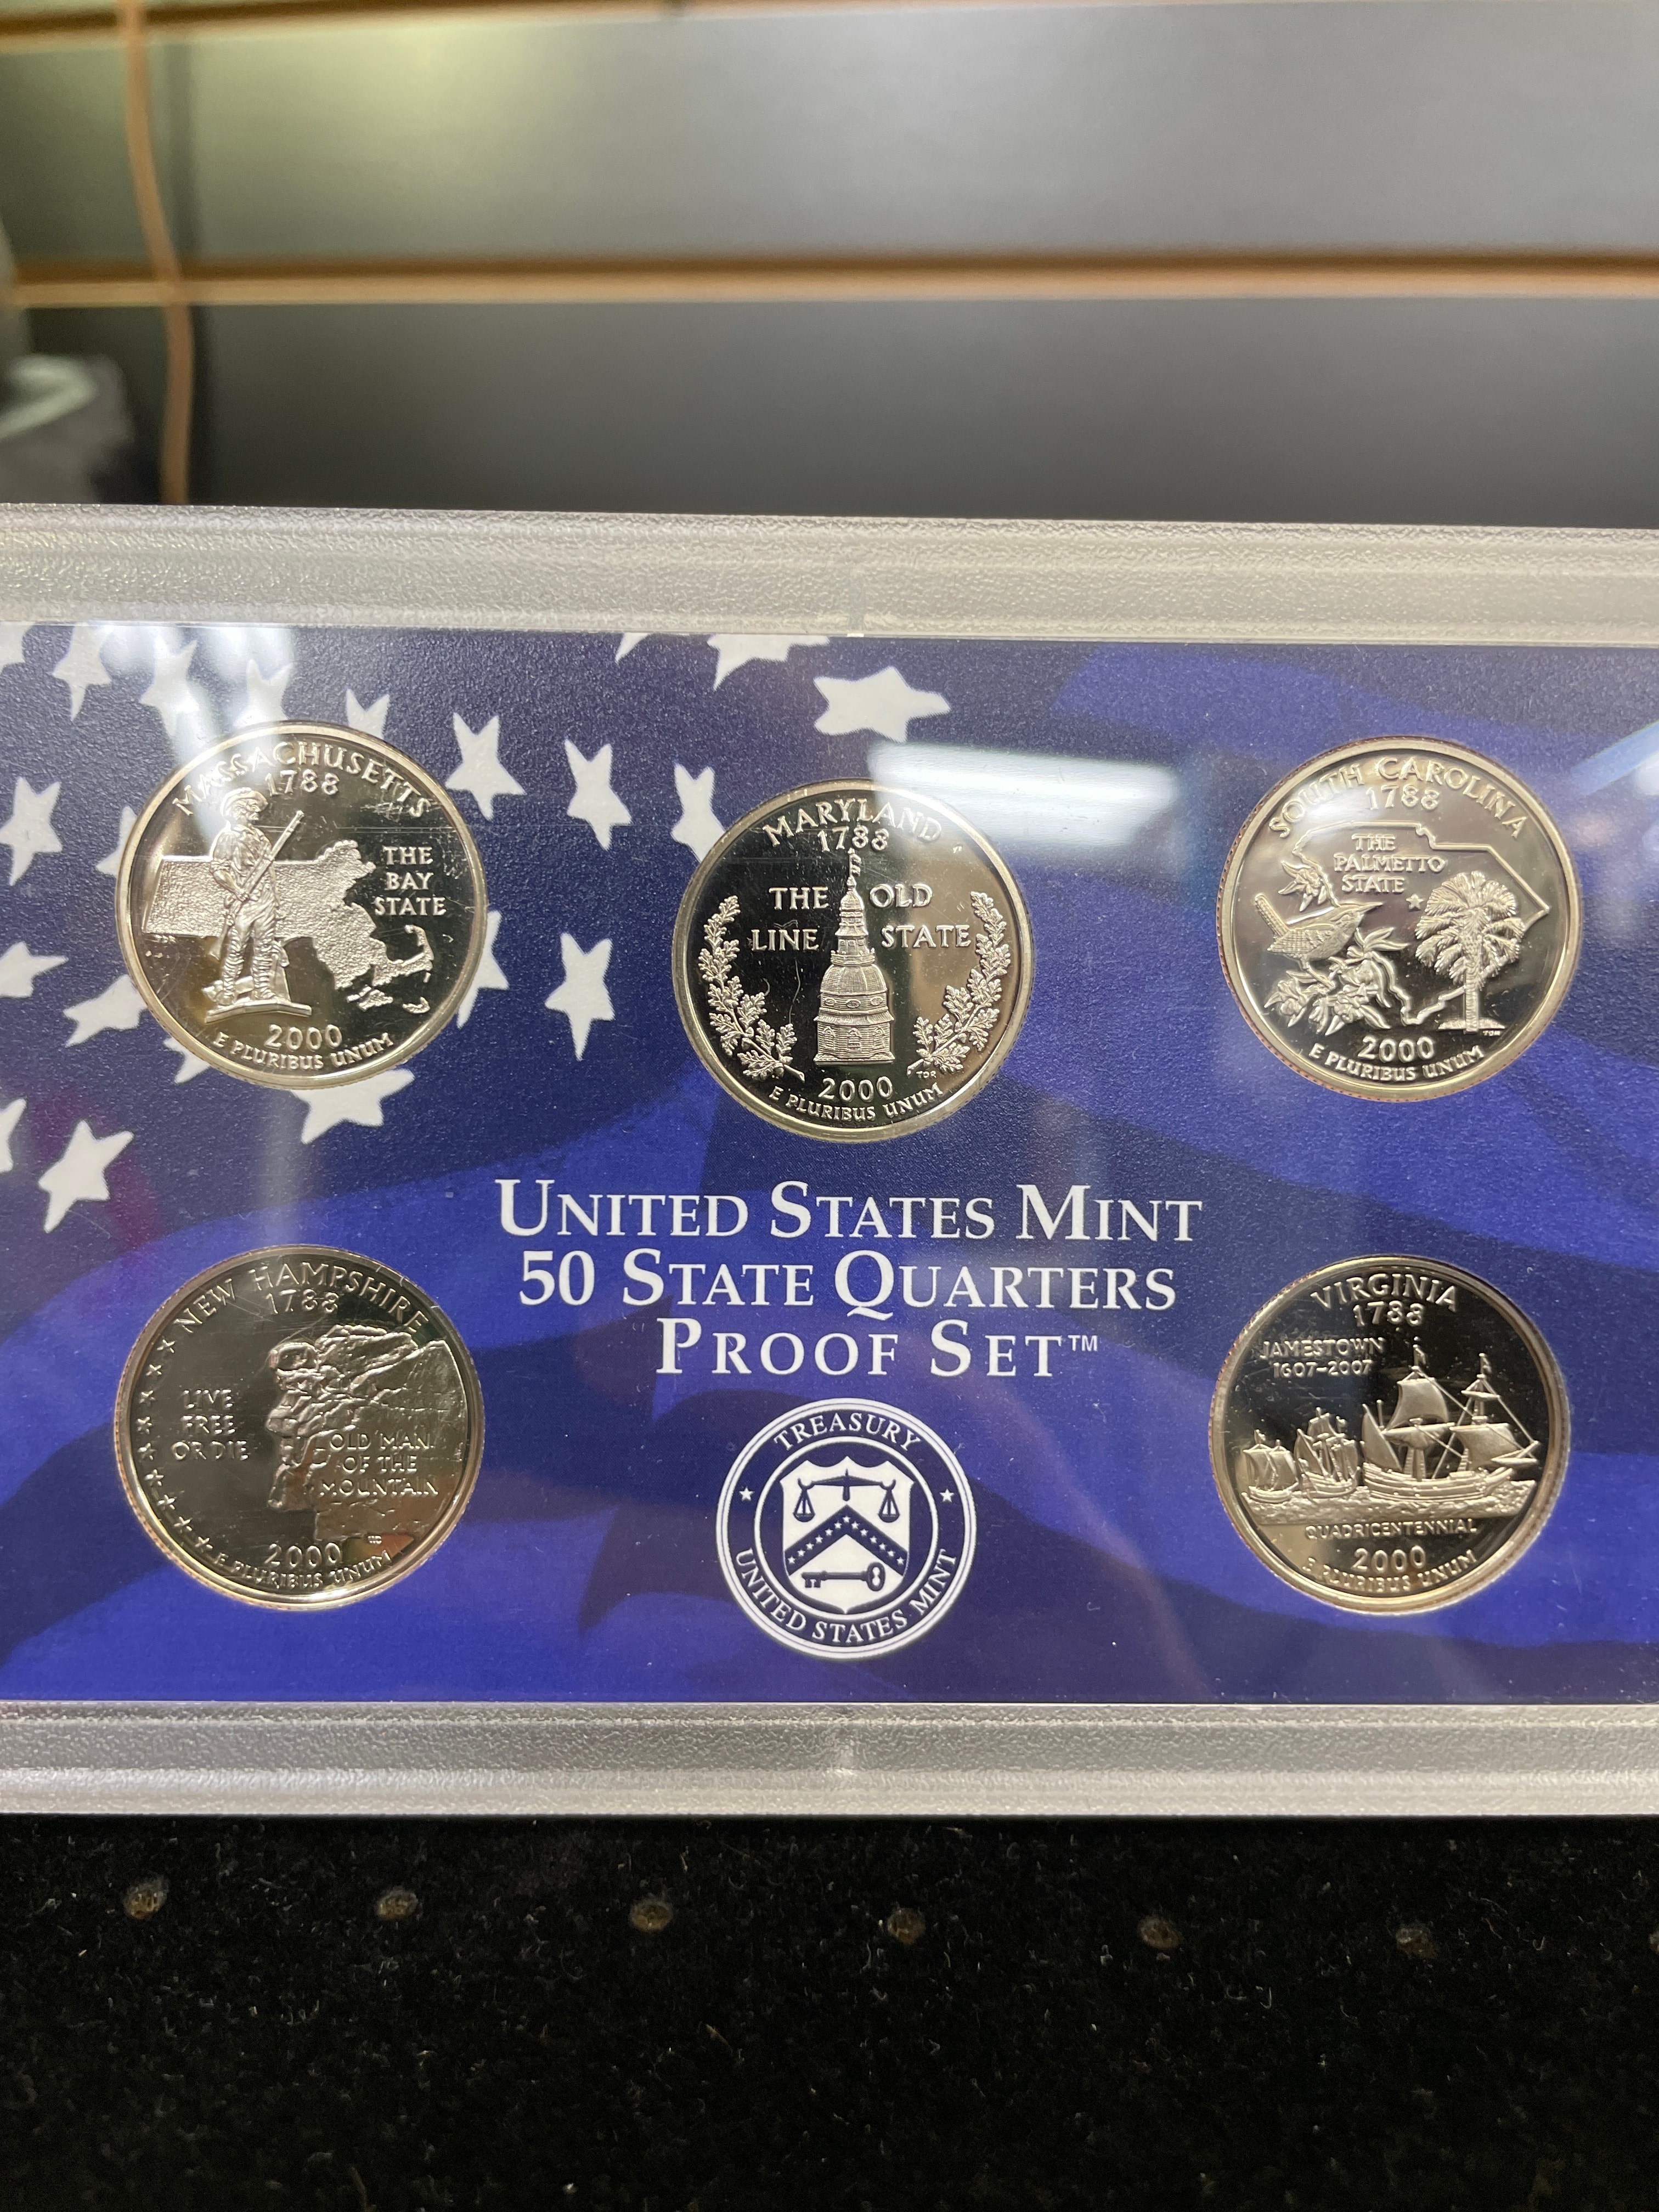 MASSACHUSETTS
1788
THE
BAY
STATE
2000
E PLURIBUS UNUM
MARYLAND
1788
THE OLD
LINE STATE
TDR
2000
E PLURIBUS UNUM
SOUTH CAROLINA
1788
THE
PALMETTO
STATE
2000
E PLURIBUS UNUM
UNITED STATES MINT
50 STATE QUARTERS
PROOF SET™
NEW HAMPSHIRE
1788
LIVE
FREE
OR DIE
OLD MAN
OF THE
MOUNTAIN
2000
E PLURIBUS UNUM
TREASURY
UNITED STATES MINT
VIRGINIA
1788
JAMESTOWN
1607-2007
QUADRICENTENNIAL
2000
E PLURIBUS UNUM